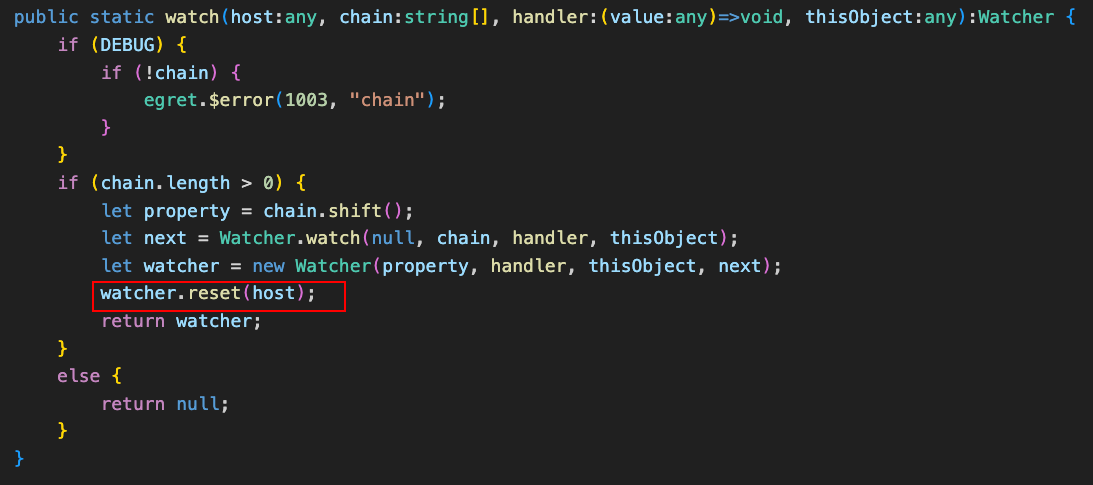 public static watch(host:any, chain:string[], handler:(value:any)=>void, thisObject:any):Watcher {
    if (DEBUG) {
        if (!chain) {
            egret.$error(1003, "chain");
        }
    }
    if (chain.length > 0) {
        let property = chain.shift();
        let next = Watcher.watch(null, chain, handler, thisObject);
        let watcher = new Watcher(property, handler, thisObject, next);
        watcher.reset(host);
        return watcher;
    }
    else {
        return null;
    }
}